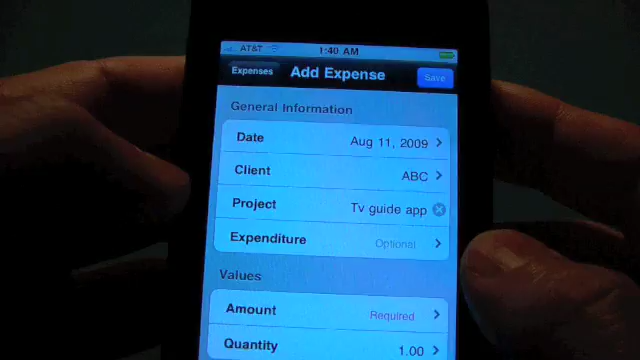 AT&T 1:40 AM
Expenses Add Expense Save
General Information
Date Aug 11, 2009
Client ABC
Project Tv guide app
Expenditure Optional
Values
Amount Required
Quantity 1.00